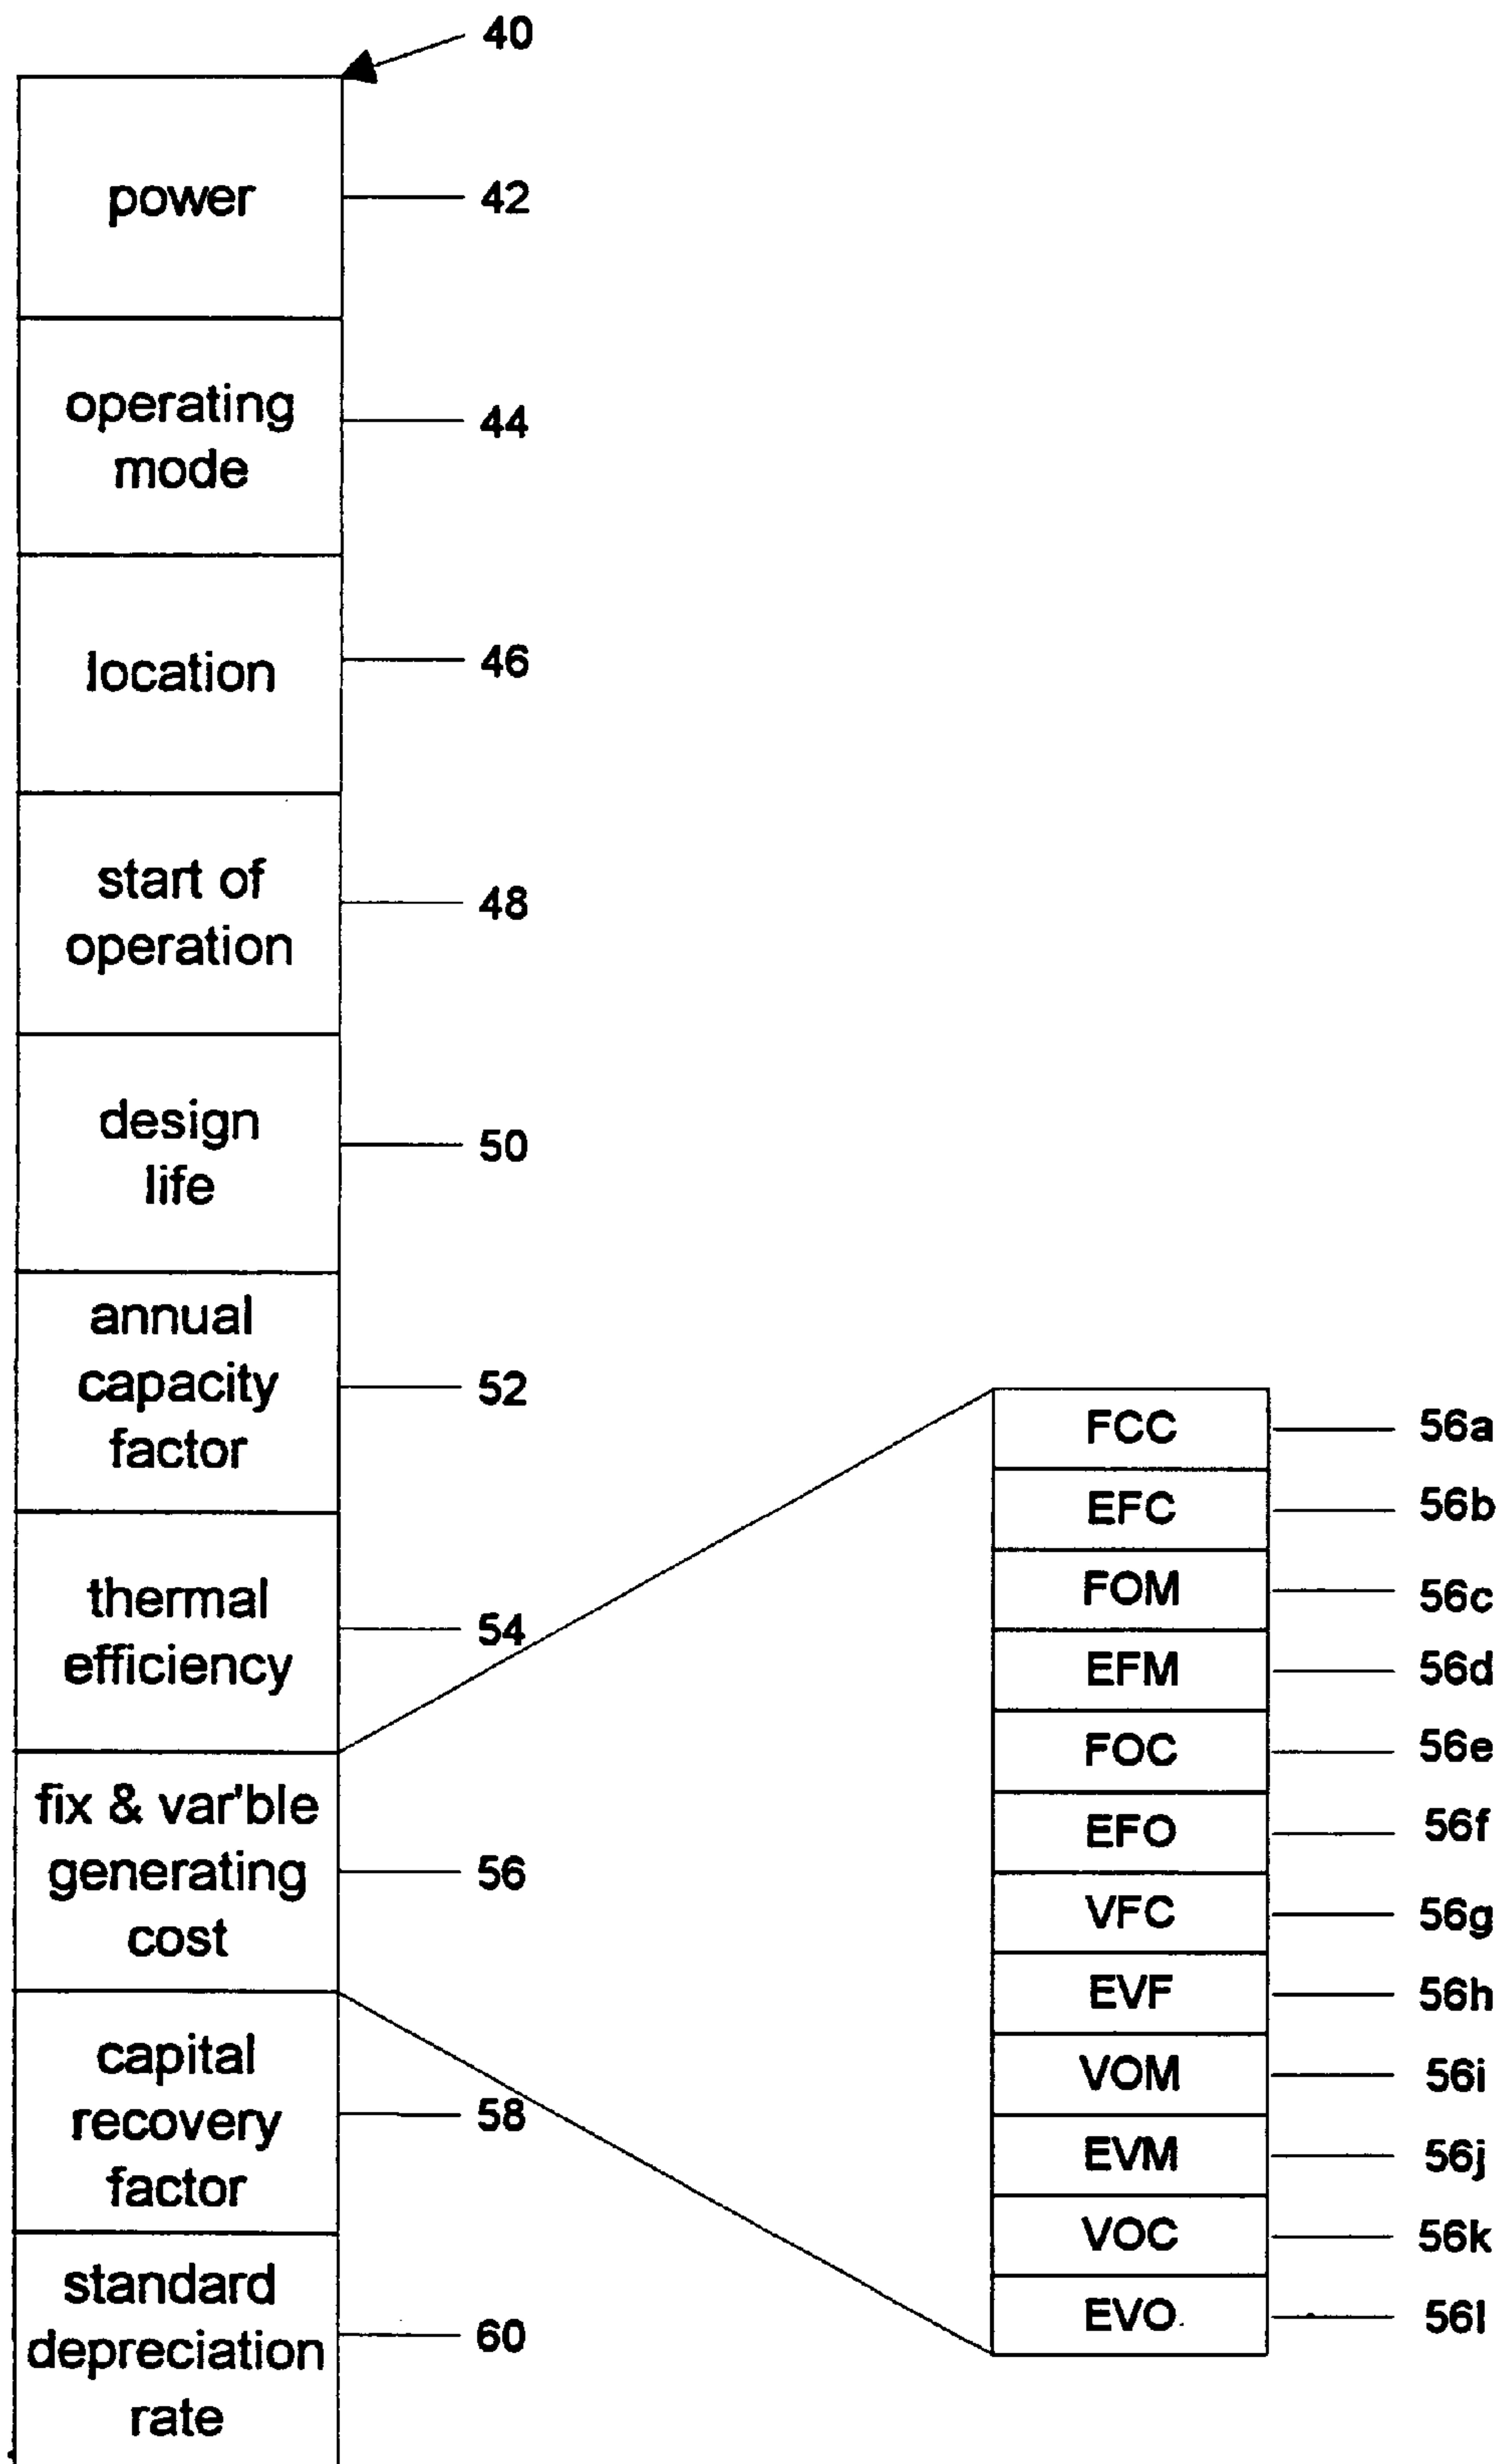 40
power
42
operating
mode
44
location
46
start of
operation
48
design
life
50
annual
capacity
factor
52
thermal
efficiency
54
fix & var'ble
generating
cost
56
capital
recovery
factor
58
standard
depreciation
rate
60
FCC 56a
EFC 56b
FOM 56c
EFM 56d
FOC 56e
EFO 56f
VFC 56g
EVF 56h
VOM 56i
EVM 56j
VOC 56k
EVO 56l